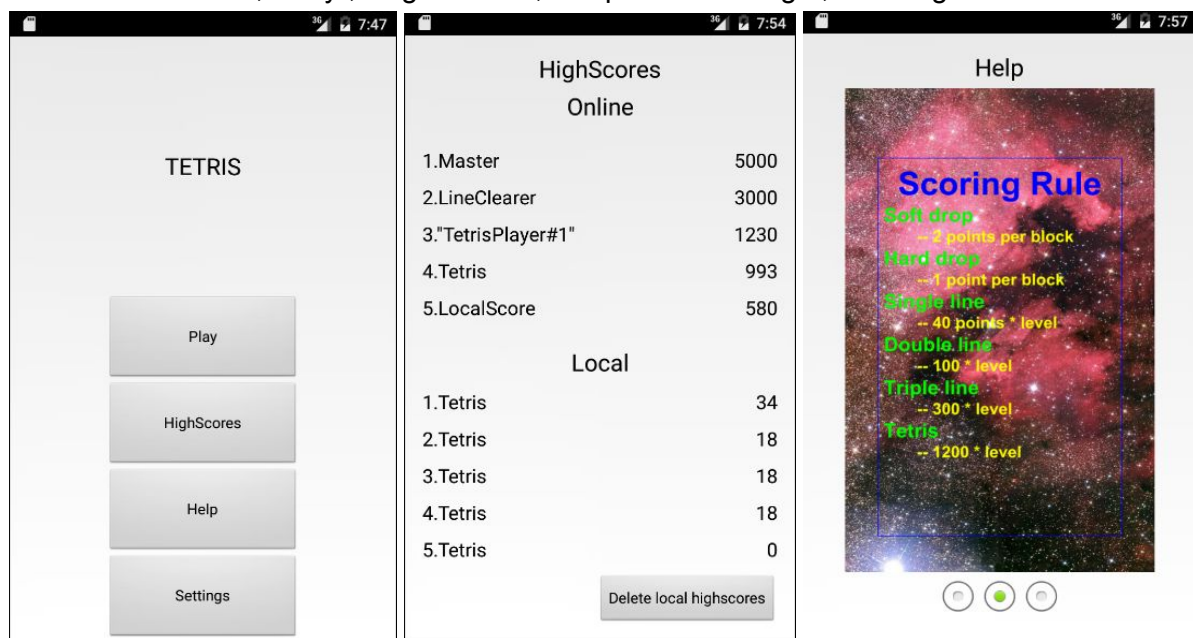 3G 7:47
TETRIS
Play
HighScores
Help
Settings
3G 7:54
HighScores
Online
1.Master 5000
2.LineClearer 3000
3."TetrisPlayer#1" 1230
4.Tetris 993
5.LocalScore 580
Local
1.Tetris 34
2.Tetris 18
3.Tetris 18
4.Tetris 18
5.Tetris 0
Delete local highscores
3G 7:57
Help
Scoring Rule
Soft drop
-- 2 points per block
Hard drop
-- 1 point per block
Single line
-- 40 points * level
Double line
-- 100 * level
Triple line
-- 300 * level
Tetris
-- 1200 * level